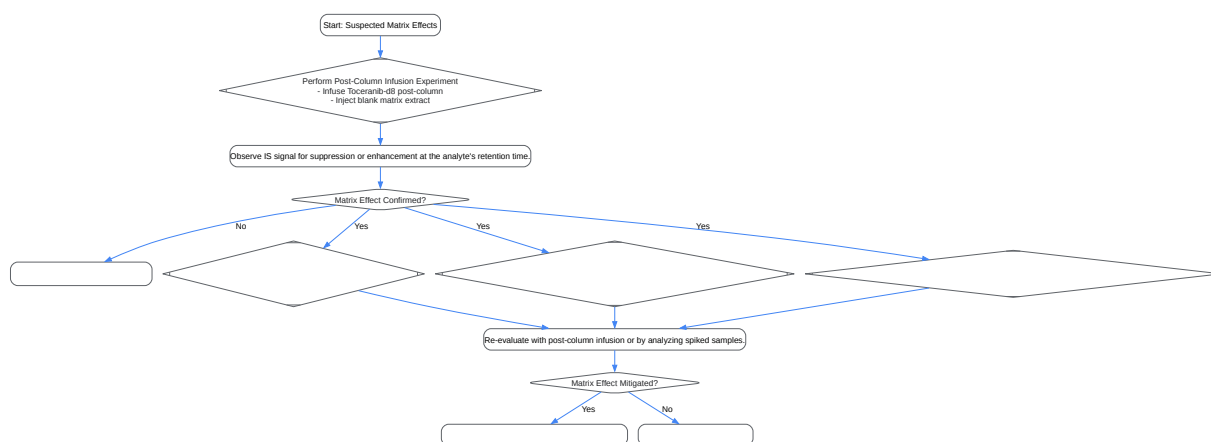 Start: Suspected Matrix Effects
Perform Post-Column Infusion Experiment
- Infuse Toceranib-d8 post-column
- Inject blank matrix extract
Observe IS signal for suppression or enhancement at the analyte's retention time.
Matrix Effect Confirmed?
No
Yes
Yes
Yes
Re-evaluate with post-column infusion or by analyzing spiked samples.
Matrix Effect Mitigated?
Yes
No